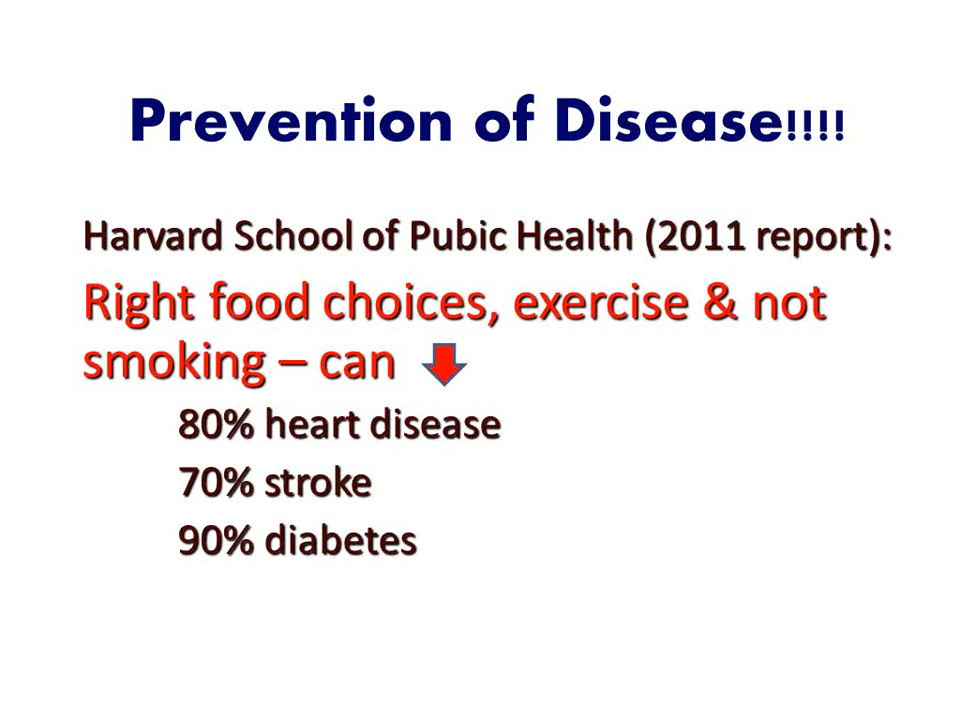 Prevention of Disease!!!!
Harvard School of Pubic Health (2011 report):
Right food choices, exercise & not
smoking – can
80% heart disease
70% stroke
90% diabetes